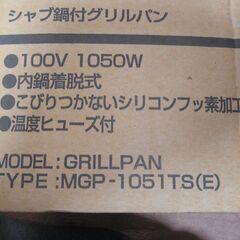 シャブ鍋付グリルパン
●100V 1050W
●内鍋着脱式
●こびりつかないシリコンフッ素加工
●温度ヒューズ付
MODEL:GRILLPAN
TYPE :MGP-1051TS(E)